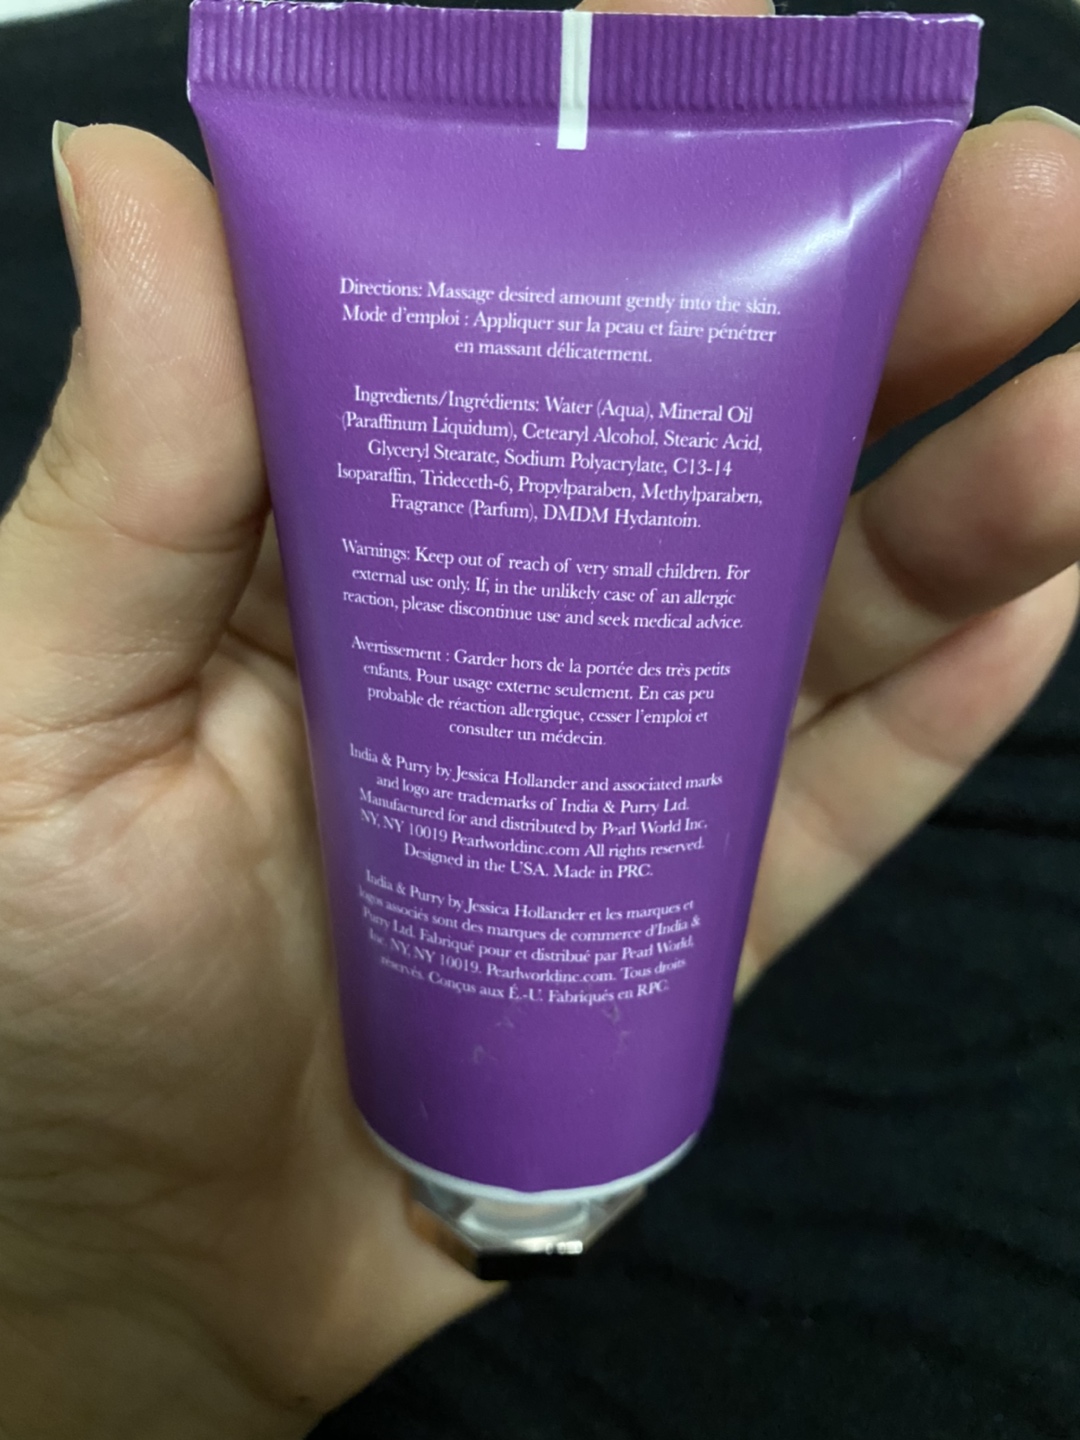 Directions: Massage desired amount gently into the skin.
Mode d'emploi : Appliquer sur la peau et faire pénétrer
en massant délicatement.
Ingredients/Ingrédients: Water (Aqua), Mineral Oil
(Paraffinum Liquidum), Cetearyl Alcohol, Stearic Acid,
Glyceryl Stearate, Sodium Polyacrylate, C13-14
Isoparaffin, Trideceth-6, Propylparaben, Methylparaben,
Fragrance (Parfum), DMDM Hydantoin.
Warnings: Keep out of reach of very small children. For
external use only. If, in the unlikely case of an allergic
reaction, please discontinue use and seek medical advice.
Avertissement : Garder hors de la portée des très petits
enfants. Pour usage externe seulement. En cas peu
probable de réaction allergique, cesser l'emploi et
consulter un médecin.
India & Purry by Jessica Hollander and associated marks
and logo are trademarks of India & Purry Ltd.
Manufactured for and distributed by Pearl World Inc.
NY, NY 10019 Pearlworldinc.com All rights reserved.
Designed in the USA. Made in PRC.
India & Purry by Jessica Hollander et les marques et
logos associés sont des marques de commerce d'India &
Purry Ltd. Fabriqué pour et distribué par Pearl World,
Inc. NY, NY 10019. Pearlworldinc.com. Tous droits
réservés. Conçus aux É.-U. Fabriqués en RPC.